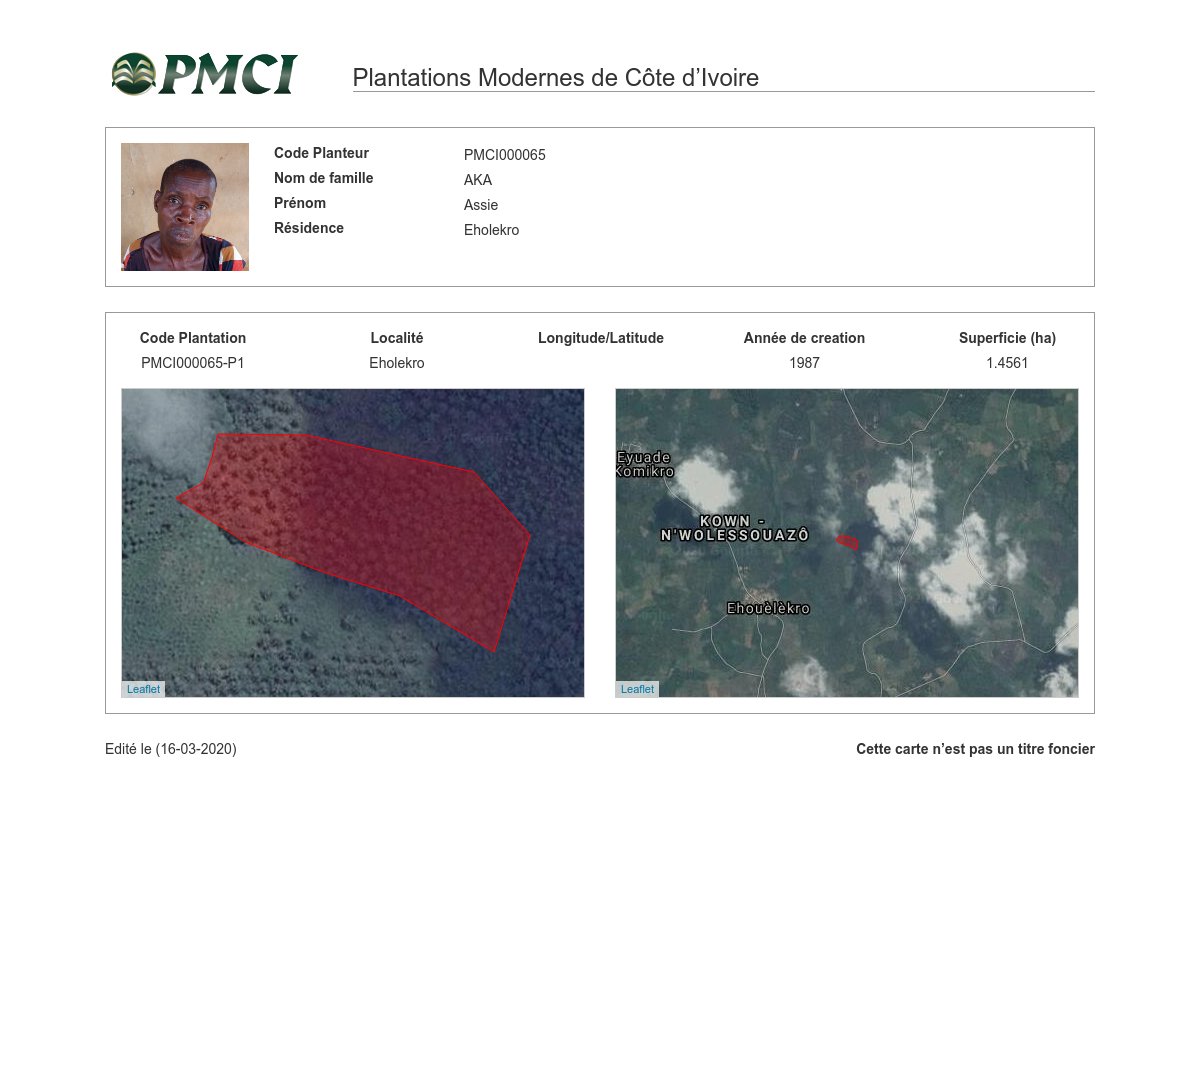 PMCI
Plantations Modernes de Côte d’Ivoire
Code Planteur PMCI000065
Nom de famille AKA
Prénom Assie
Résidence Eholekro
Code Plantation Localité Longitude/Latitude Année de creation Superficie (ha)
PMCI000065-P1 Eholekro 1987 1.4561
Eyuade
Komikro
KOWN -
N'WOLESSOUAZÔ
Ehouèlèkro
Leaflet Leaflet
Edité le (16-03-2020) Cette carte n’est pas un titre foncier